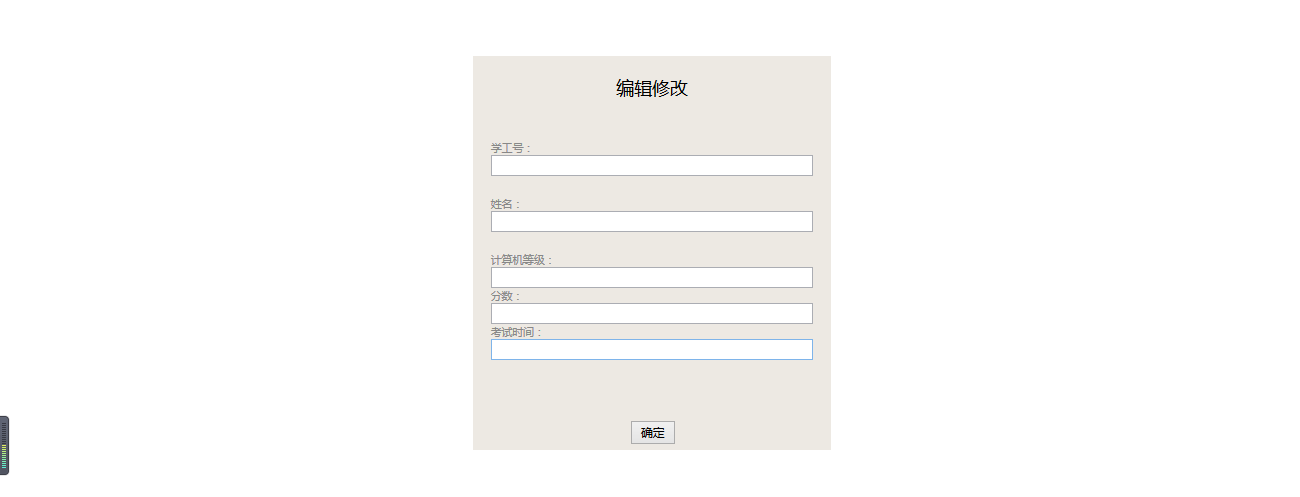 编辑修改
学工号：
姓名：
计算机等级：
分数：
考试时间：
确定